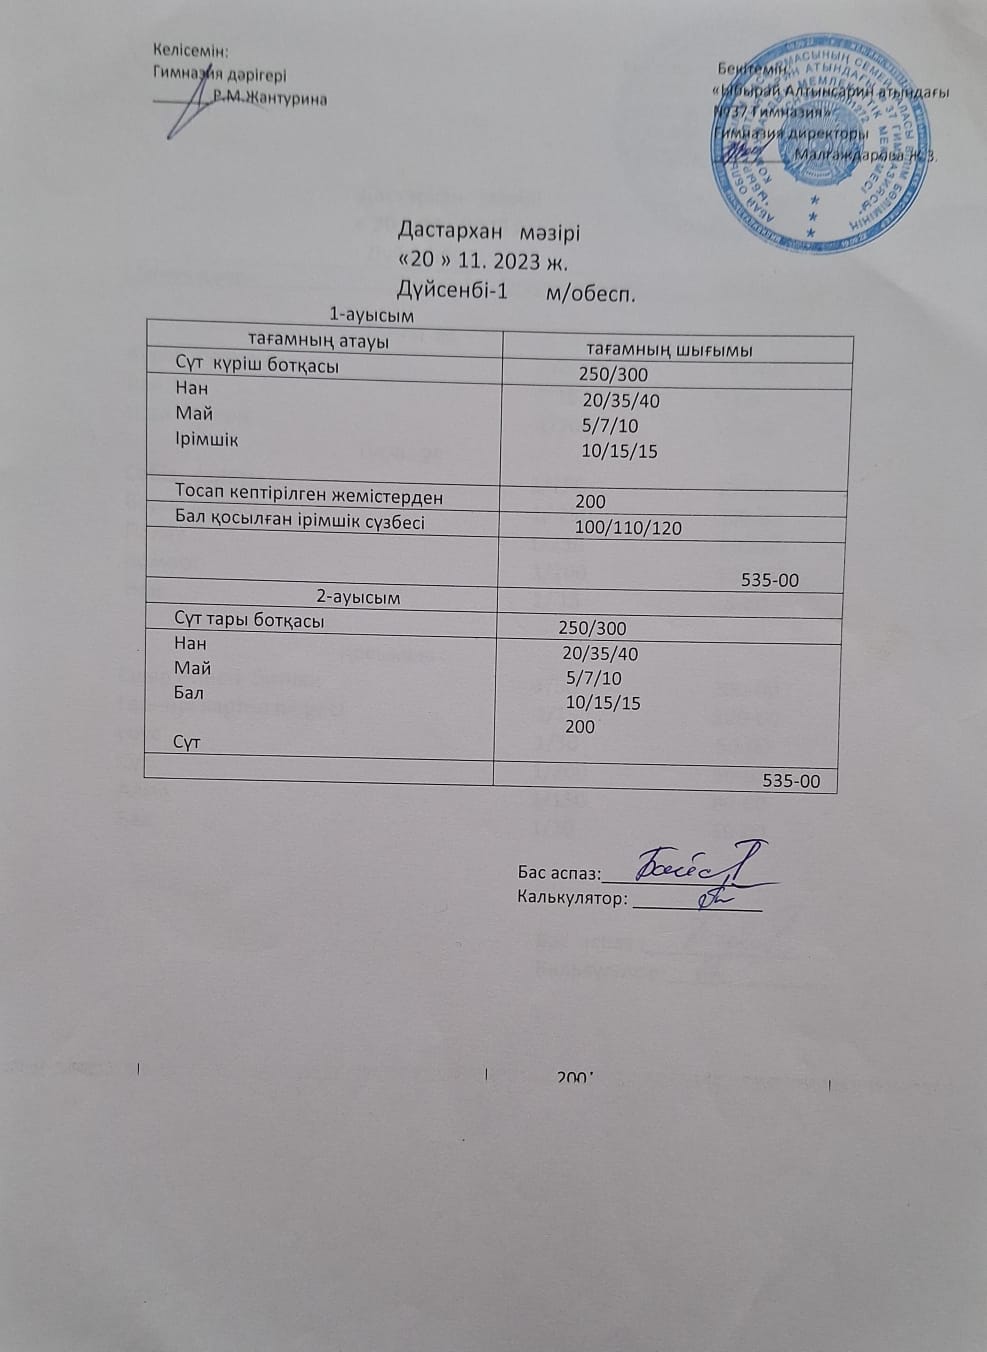 Келісемін:
Гимназия дәрігері
Р.М.Жантурина
Бекітемін:
«Ыбырай Алтынсарин атындағы
№37 Гимназия»
Гимназия директоры
Малгаждарова Ж.З.
Дастархан мәзірі
«20 » 11. 2023 ж.
Дүйсенбі-1 м/обесп.
1-ауысым
тағамның атауы тағамның шығымы
Сүт күріш ботқасы 250/300
Нан 20/35/40
Май 5/7/10
Ірімшік 10/15/15
Тосап кептірілген жемістерден 200
Бал қосылған ірімшік сүзбесі 100/110/120
535-00
2-ауысым
Сүт тары ботқасы 250/300
Нан 20/35/40
Май 5/7/10
Бал 10/15/15
200
Сүт
535-00
Бас аспаз:
Калькулятор:
200